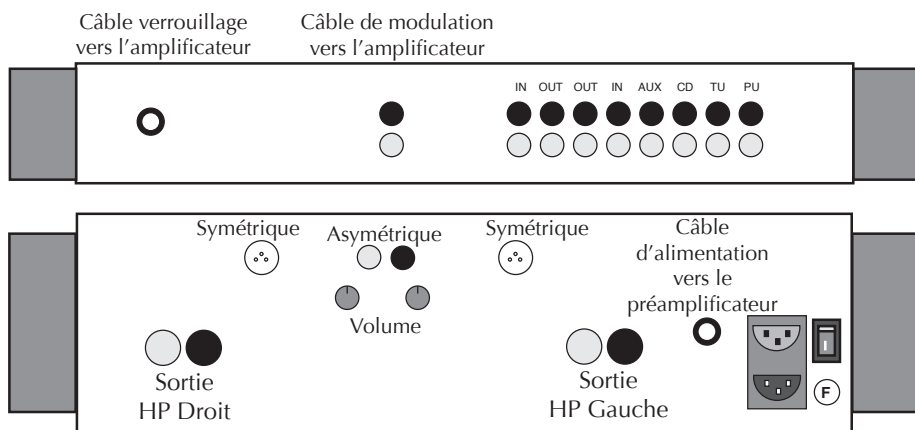 Câble verrouillage
vers l'amplificateur
Câble de modulation
vers l'amplificateur
IN OUT OUT IN AUX CD TU PU
Symétrique
Asymétrique
Symétrique
Câble
d'alimentation
vers le
préamplificateur
Volume
Sortie
HP Droit
Sortie
HP Gauche
I
F